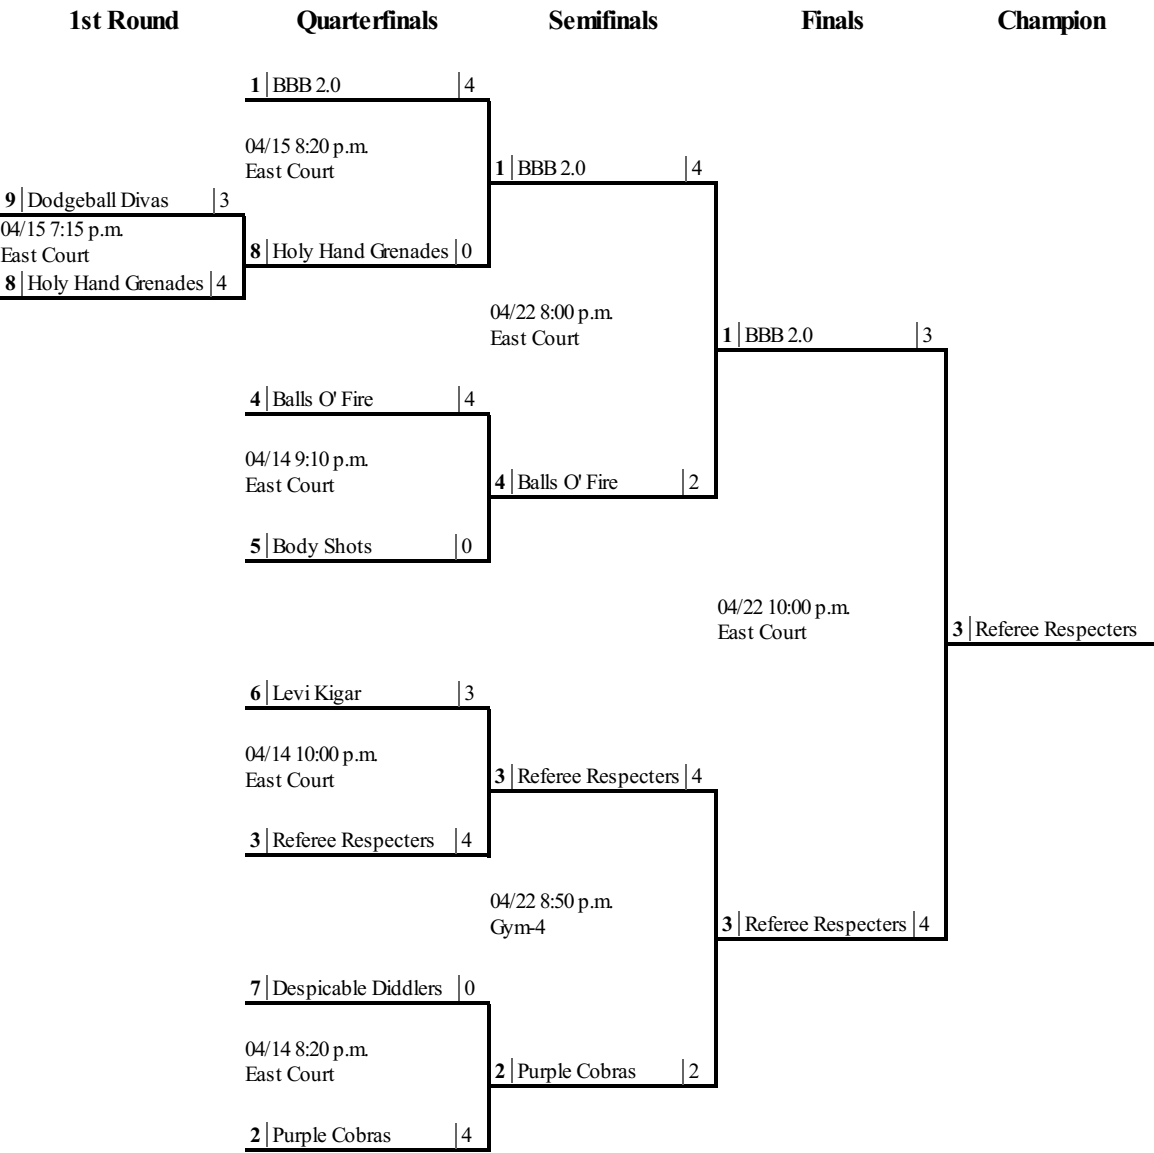 1st Round Quarterfinals Semifinals Finals Champion
1 BBB 2.0 4
04/15 8:20 p.m.
East Court
1 BBB 2.0 4
9 Dodgeball Divas 3
04/15 7:15 p.m.
East Court
8 Holy Hand Grenades 0
8 Holy Hand Grenades 4
04/22 8:00 p.m.
East Court
1 BBB 2.0 3
4 Balls O' Fire 4
04/14 9:10 p.m.
East Court
4 Balls O' Fire 2
5 Body Shots 0
04/22 10:00 p.m.
East Court
3 Referee Respecters
6 Levi Kigar 3
04/14 10:00 p.m.
East Court
3 Referee Respecters 4
3 Referee Respecters 4
04/22 8:50 p.m.
Gym-4
3 Referee Respecters 4
7 Despicable Diddlers 0
04/14 8:20 p.m.
East Court
2 Purple Cobras 2
2 Purple Cobras 4